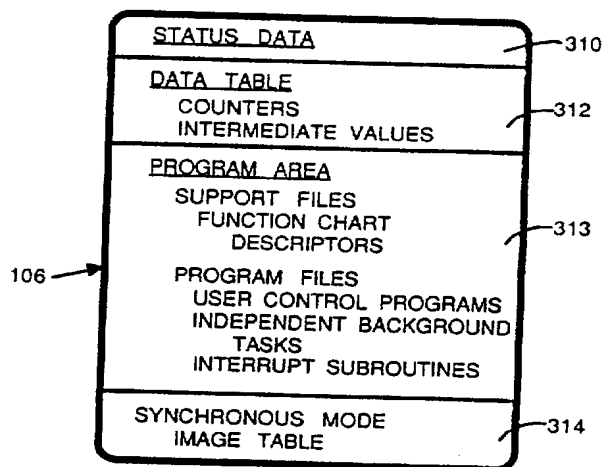 STATUS DATA 310
DATA TABLE
COUNTERS 312
INTERMEDIATE VALUES
PROGRAM AREA
SUPPORT FILES
FUNCTION CHART 313
DESCRIPTORS
106
PROGRAM FILES
USER CONTROL PROGRAMS
INDEPENDENT BACKGROUND
TASKS
INTERRUPT SUBROUTINES
SYNCHRONOUS MODE 314
IMAGE TABLE